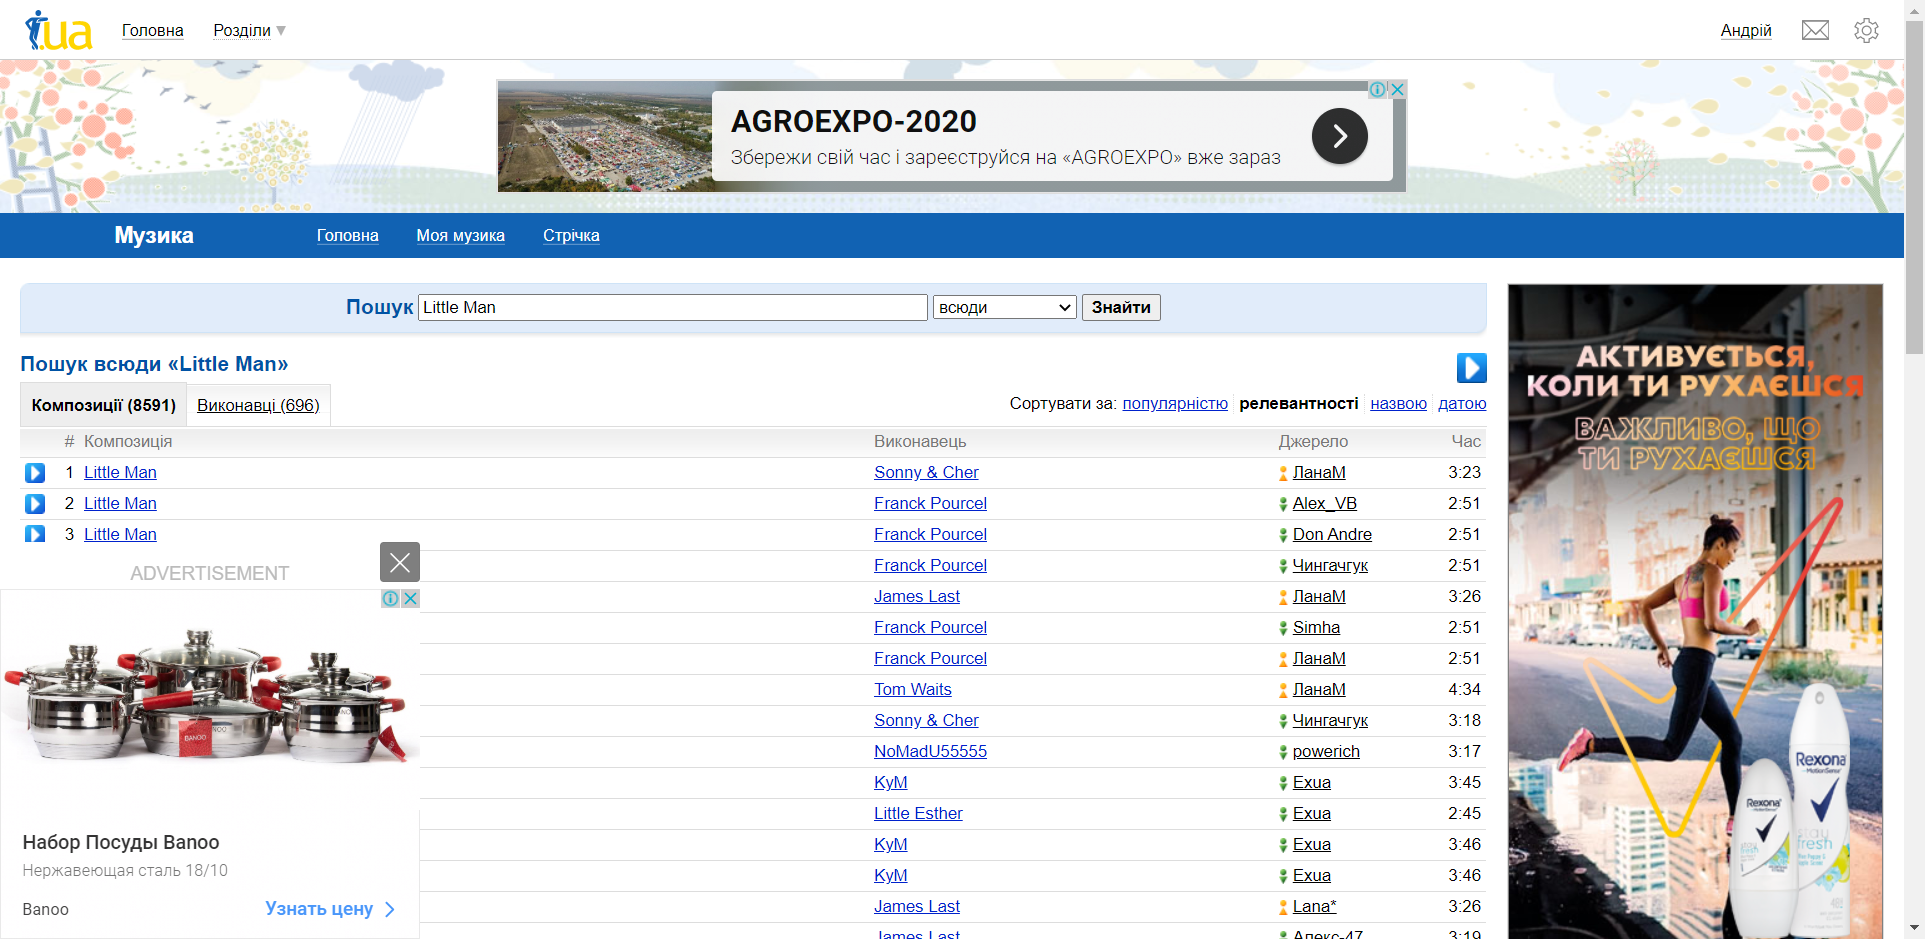 i.ua
Головна Розділи Андрій
AGROEXPO-2020
Збережи свій час і зареєструйся на «AGROEXPO» вже зараз
Музика Головна Моя музика Стрічка
Пошук Little Man всюди Знайти
Пошук всюди «Little Man»
Композиції (8591) Виконавці (696) Сортувати за: популярністю релевантності назвою датою
# Композиція Виконавець Джерело Час
1 Little Man Sonny & Cher ЛанаМ 3:23
2 Little Man Franck Pourcel Alex_VB 2:51
3 Little Man Franck Pourcel Don Andre 2:51
Franck Pourcel Чингачгук 2:51
James Last ЛанаМ 3:26
Franck Pourcel Simha 2:51
Franck Pourcel ЛанаМ 2:51
Tom Waits ЛанаМ 4:34
Sonny & Cher Чингачгук 3:18
NoMadU55555 powerich 3:17
KyM Exua 3:45
Little Esther Exua 2:45
KyM Exua 3:46
KyM Exua 3:46
James Last Lana* 3:26
James Last Алекс-47 3:19
ADVERTISEMENT
BANOO
Набор Посуды Banoo
Нержавеющая сталь 18/10
Banoo Узнать цену
АКТИВУЄТЬСЯ,
КОЛИ ТИ РУХАЄШСЯ
ВАЖЛИВО, ЩО
ТИ РУХАЄШСЯ
Rexona
MotionSense
stay
fresh
Rexona